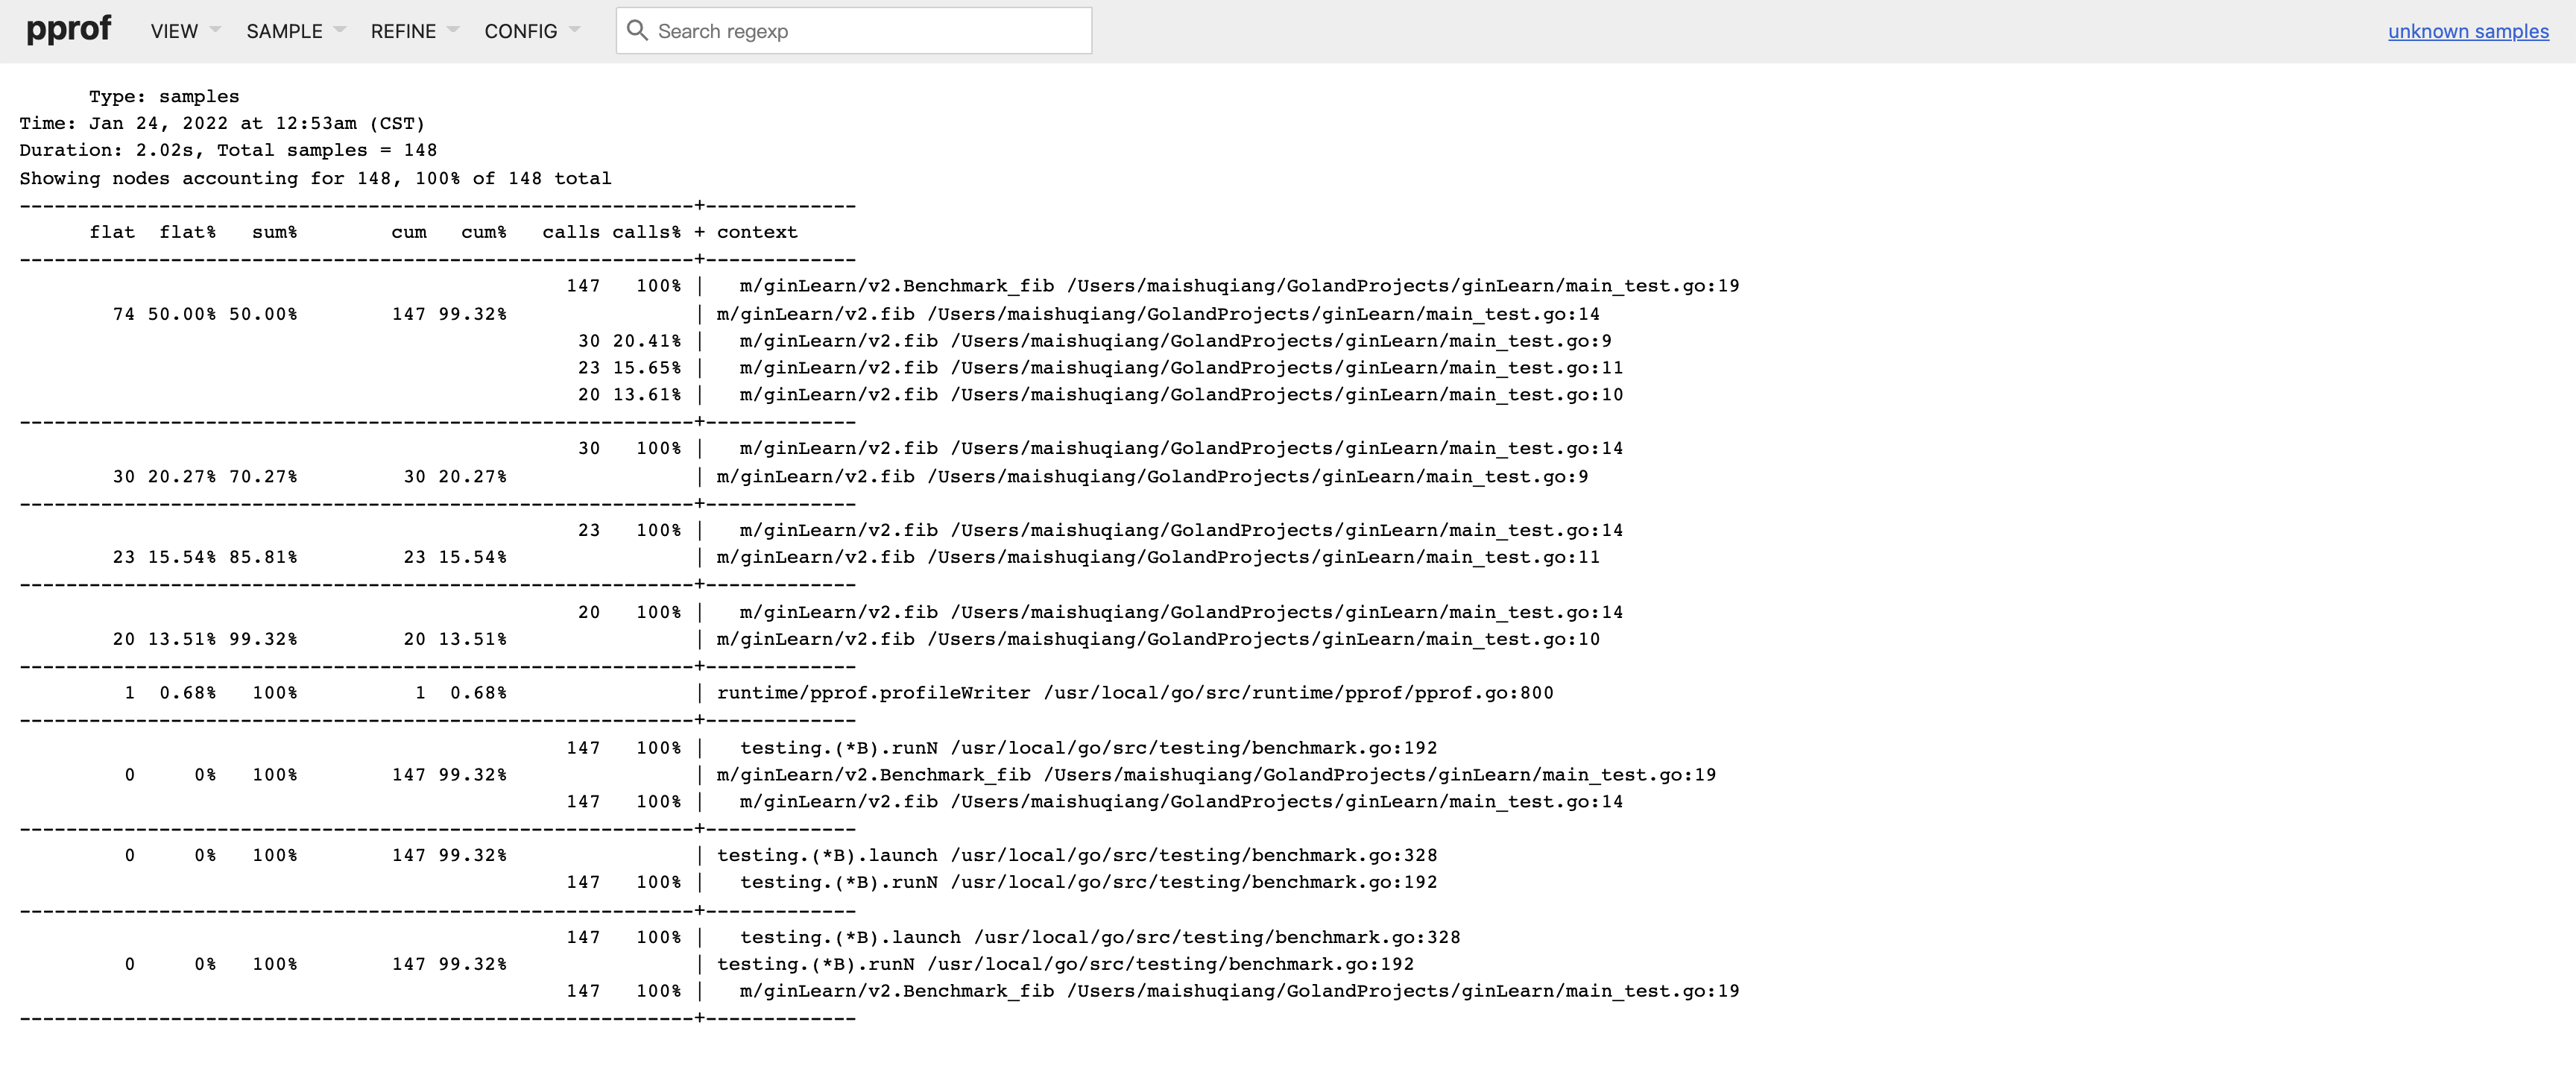 pprof VIEW SAMPLE REFINE CONFIG Search regexp unknown samples
Type: samples
Time: Jan 24, 2022 at 12:53am (CST)
Duration: 2.02s, Total samples = 148
Showing nodes accounting for 148, 100% of 148 total
----------------------------------------------------------+-------------
      flat  flat%   sum%        cum   cum%   calls calls% + context
----------------------------------------------------------+-------------
                                               147   100% |   m/ginLearn/v2.Benchmark_fib /Users/maishuqiang/GolandProjects/ginLearn/main_test.go:19
        74 50.00% 50.00%        147 99.32%                | m/ginLearn/v2.fib /Users/maishuqiang/GolandProjects/ginLearn/main_test.go:14
                                                30 20.41% |   m/ginLearn/v2.fib /Users/maishuqiang/GolandProjects/ginLearn/main_test.go:9
                                                23 15.65% |   m/ginLearn/v2.fib /Users/maishuqiang/GolandProjects/ginLearn/main_test.go:11
                                                20 13.61% |   m/ginLearn/v2.fib /Users/maishuqiang/GolandProjects/ginLearn/main_test.go:10
----------------------------------------------------------+-------------
                                                30   100% |   m/ginLearn/v2.fib /Users/maishuqiang/GolandProjects/ginLearn/main_test.go:14
        30 20.27% 70.27%         30 20.27%                | m/ginLearn/v2.fib /Users/maishuqiang/GolandProjects/ginLearn/main_test.go:9
----------------------------------------------------------+-------------
                                                23   100% |   m/ginLearn/v2.fib /Users/maishuqiang/GolandProjects/ginLearn/main_test.go:14
        23 15.54% 85.81%         23 15.54%                | m/ginLearn/v2.fib /Users/maishuqiang/GolandProjects/ginLearn/main_test.go:11
----------------------------------------------------------+-------------
                                                20   100% |   m/ginLearn/v2.fib /Users/maishuqiang/GolandProjects/ginLearn/main_test.go:14
        20 13.51% 99.32%         20 13.51%                | m/ginLearn/v2.fib /Users/maishuqiang/GolandProjects/ginLearn/main_test.go:10
----------------------------------------------------------+-------------
         1  0.68%   100%          1  0.68%                | runtime/pprof.profileWriter /usr/local/go/src/runtime/pprof/pprof.go:800
----------------------------------------------------------+-------------
                                               147   100% |   testing.(*B).runN /usr/local/go/src/testing/benchmark.go:192
         0     0%   100%        147 99.32%                | m/ginLearn/v2.Benchmark_fib /Users/maishuqiang/GolandProjects/ginLearn/main_test.go:19
                                               147   100% |   m/ginLearn/v2.fib /Users/maishuqiang/GolandProjects/ginLearn/main_test.go:14
----------------------------------------------------------+-------------
         0     0%   100%        147 99.32%                | testing.(*B).launch /usr/local/go/src/testing/benchmark.go:328
                                               147   100% |   testing.(*B).runN /usr/local/go/src/testing/benchmark.go:192
----------------------------------------------------------+-------------
                                               147   100% |   testing.(*B).launch /usr/local/go/src/testing/benchmark.go:328
         0     0%   100%        147 99.32%                | testing.(*B).runN /usr/local/go/src/testing/benchmark.go:192
                                               147   100% |   m/ginLearn/v2.Benchmark_fib /Users/maishuqiang/GolandProjects/ginLearn/main_test.go:19
----------------------------------------------------------+-------------